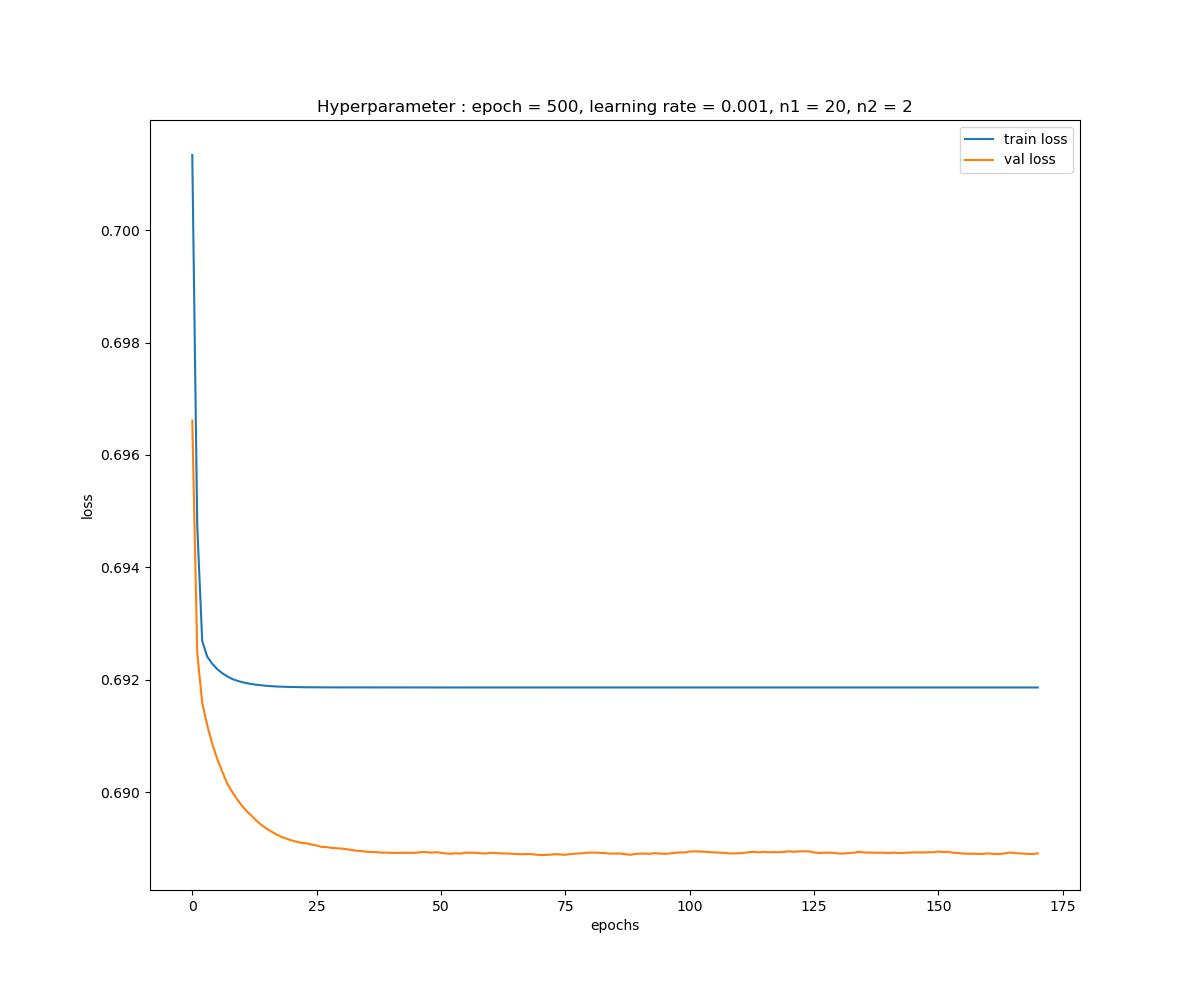 Hyperparameter : epoch = 500, learning rate = 0.001, n1 = 20, n2 = 2
train loss
val loss
0.700
0.698
0.696
0.694
0.692
0.690
loss
0 25 50 75 100 125 150 175
epochs